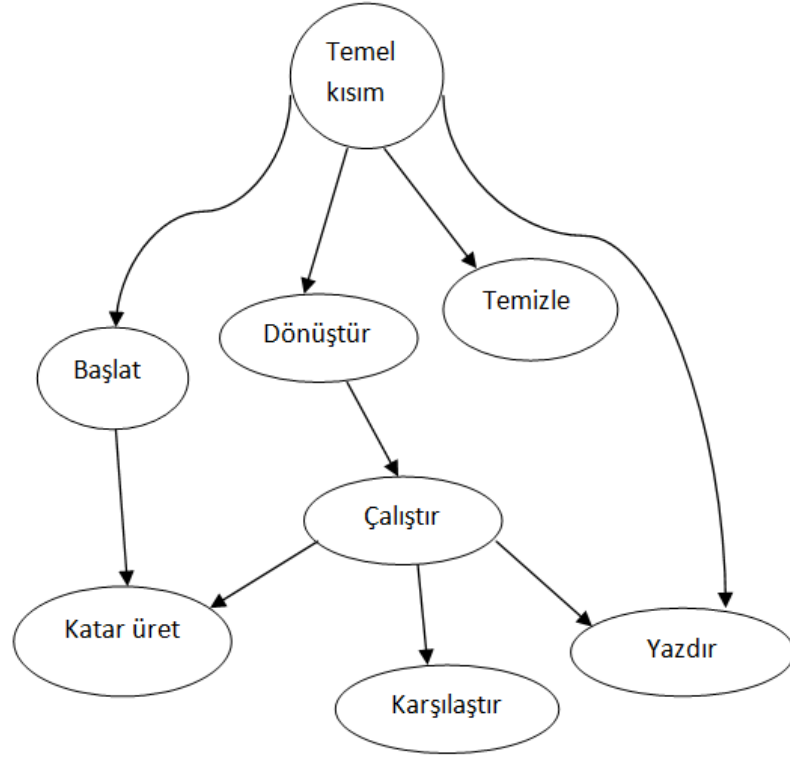 Temel
kısım
Temizle
Dönüştür
Başlat
Çalıştır
Katar üret
Yazdır
Karşılaştır